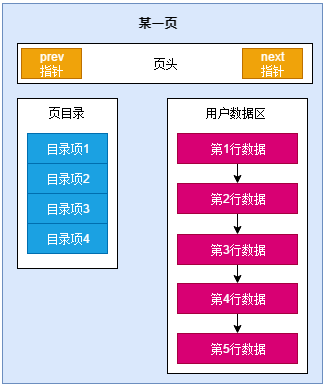 某一页
prev
指针
页头
next
指针
页目录
目录项1
目录项2
目录项3
目录项4
用户数据区
第1行数据
第2行数据
第3行数据
第4行数据
第5行数据